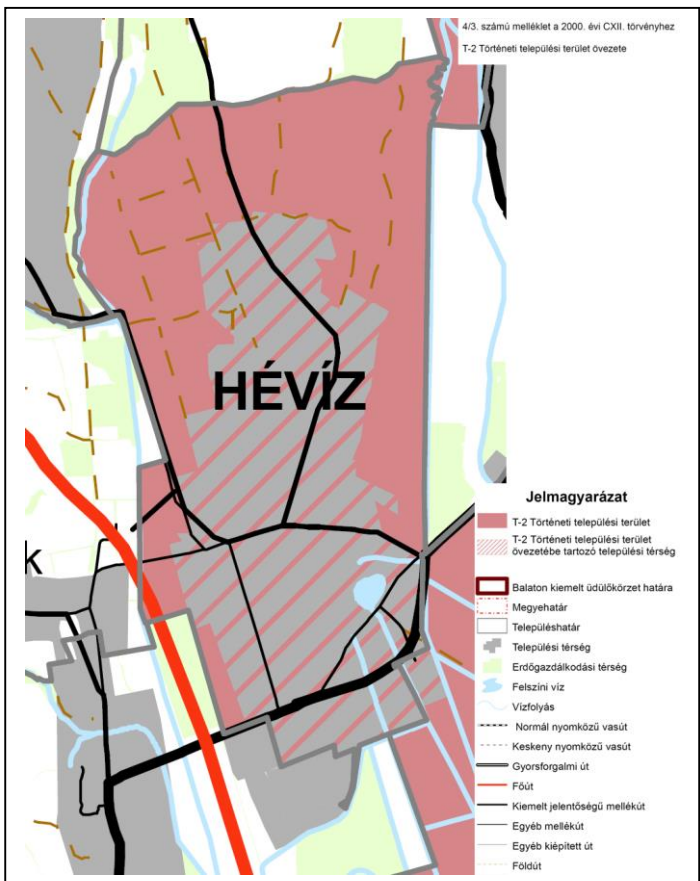 4/3. számú melléklet a 2000. évi CXII. törvényhez
T-2 Történeti települési terület övezete
HÉVÍZ
K
Jelmagyarázat
T-2 Történeti települési terület
T-2 Történeti települési terület
övezetébe tartozó települési térség
Balaton kiemelt üdülőkörzet határa
Megyehatár
Településhatár
Települési térség
Erdőgazdálkodási térség
Felszíni víz
Vízfolyás
Normál nyomközű vasút
Keskeny nyomközű vasút
Gyorsforgalmi út
Főút
Kiemelt jelentőségű mellékút
Egyéb mellékút
Egyéb kiépített út
Földút